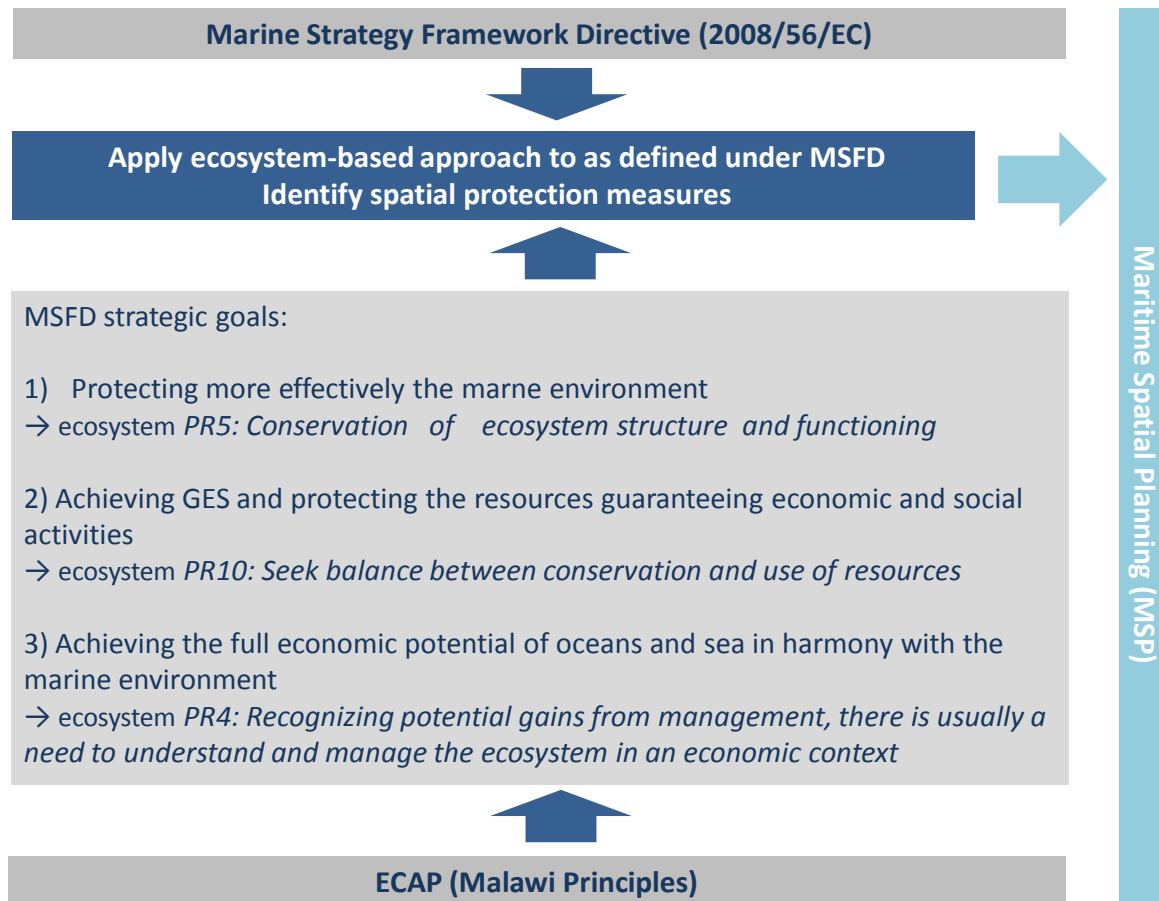 Marine Strategy Framework Directive (2008/56/EC)
Apply ecosystem-based approach to as defined under MSFD
Identify spatial protection measures
MSFD strategic goals:
1) Protecting more effectively the marne environment
→ ecosystem PR5: Conservation of ecosystem structure and functioning
2) Achieving GES and protecting the resources guaranteeing economic and social
activities
→ ecosystem PR10: Seek balance between conservation and use of resources
3) Achieving the full economic potential of oceans and sea in harmony with the
marine environment
→ ecosystem PR4: Recognizing potential gains from management, there is usually a
need to understand and manage the ecosystem in an economic context
ECAP (Malawi Principles)
Maritime Spatial Planning (MSP)